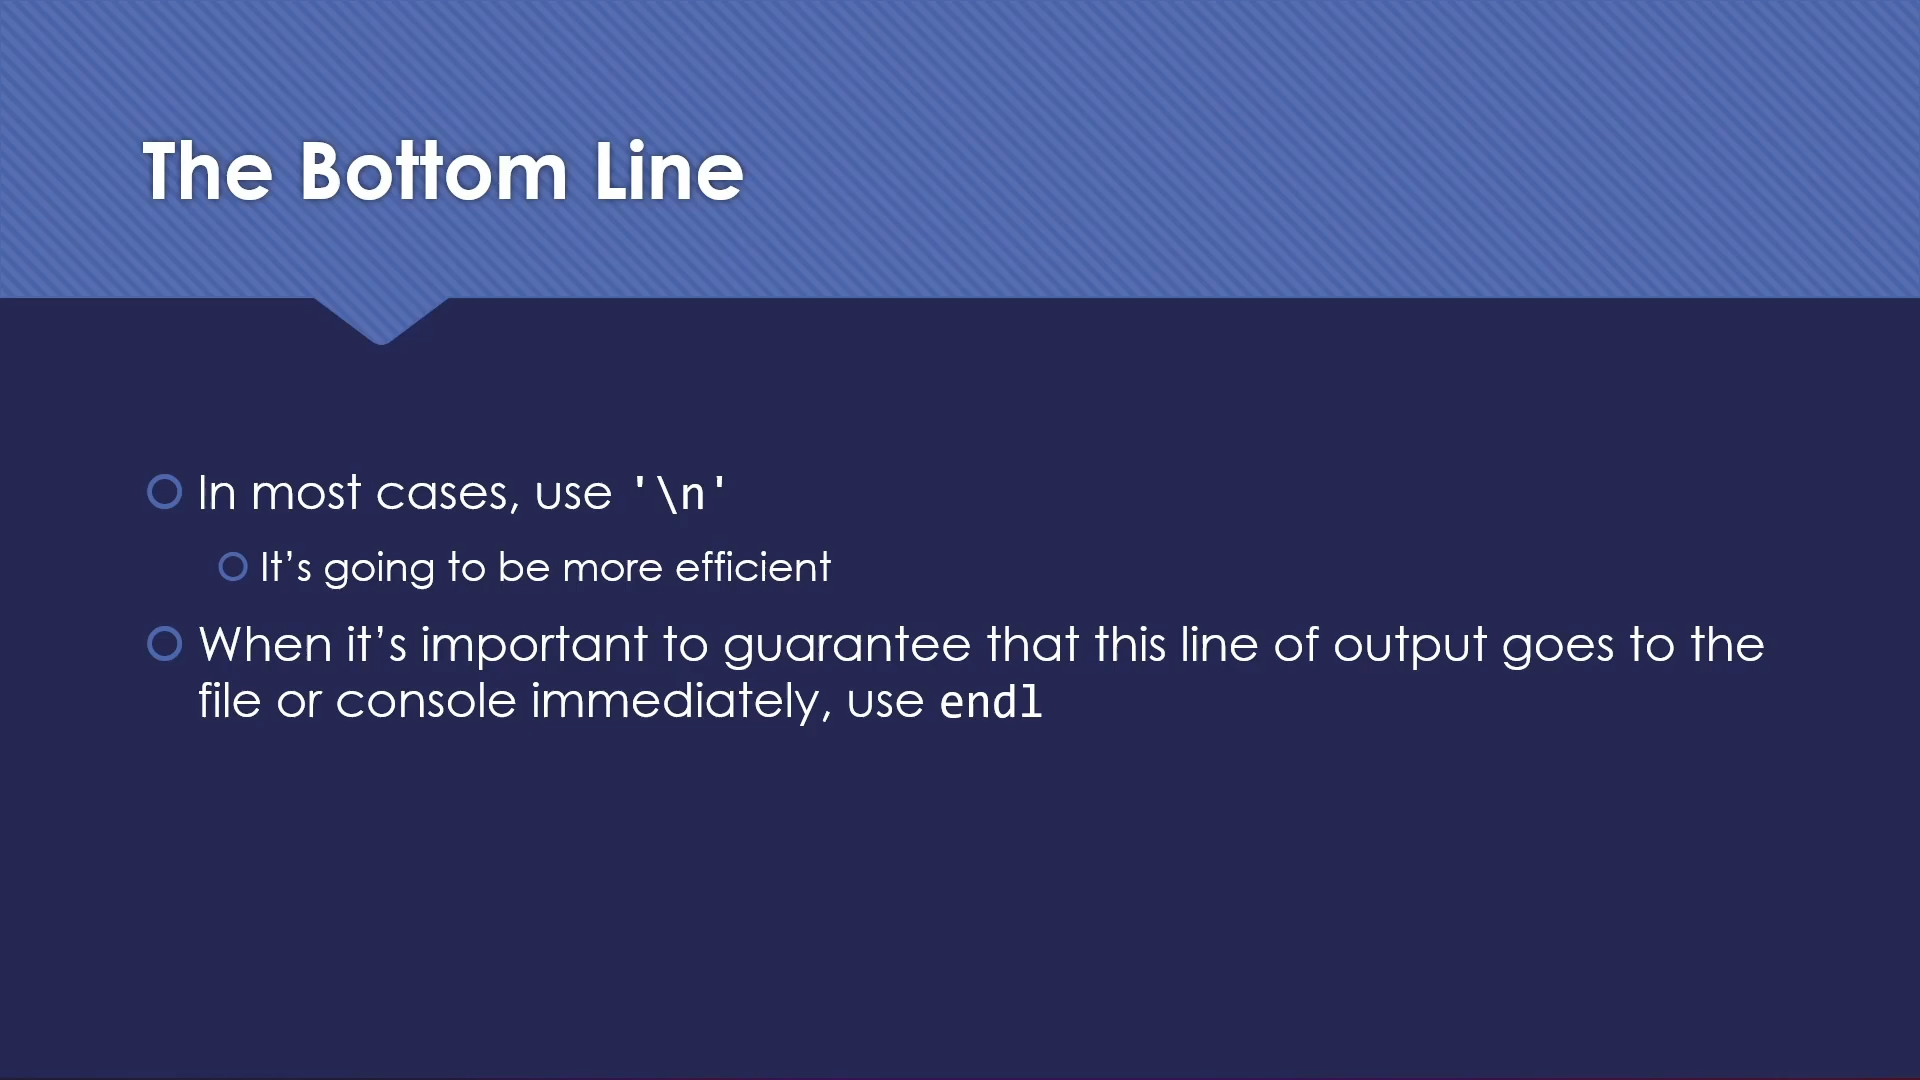 The Bottom Line
In most cases, use '\n'
It’s going to be more efficient
When it’s important to guarantee that this line of output goes to the
file or console immediately, use endl